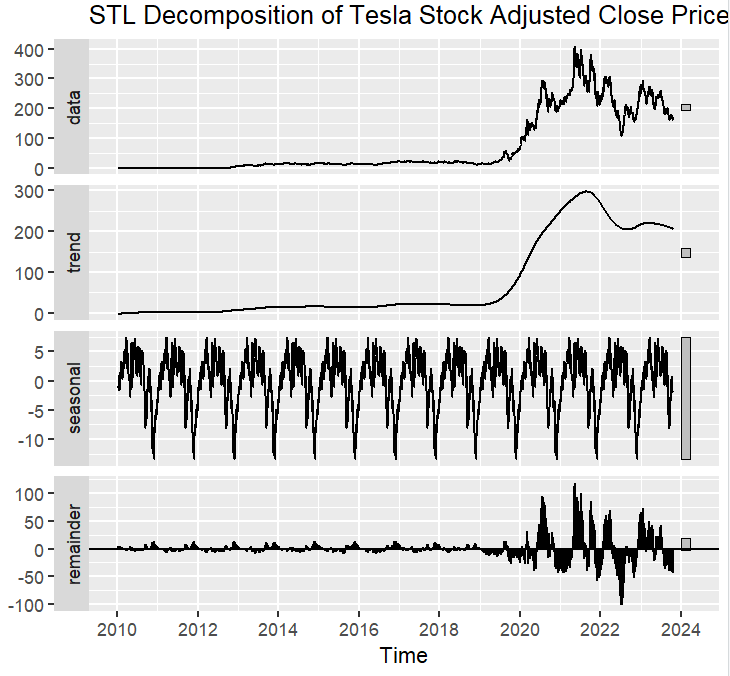 STL Decomposition of Tesla Stock Adjusted Close Price
400
300
200
100
0
data
300
200
100
0
trend
5
0
-5
-10
seasonal
100
50
0
-50
-100
remainder
2010 2012 2014 2016 2018 2020 2022 2024
Time